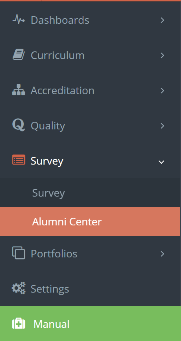 Dashboards
Curriculum
Accreditation
Quality
Survey
Survey
Alumni Center
Portfolios
Settings
Manual